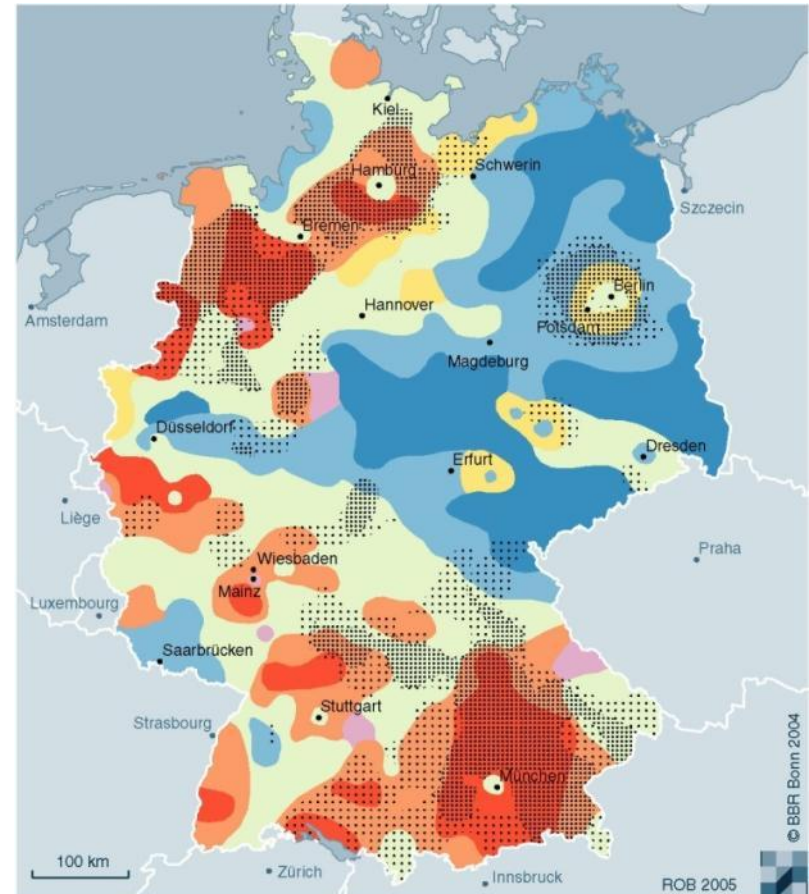 Kiel
Hamburg
Schwerin
Szczecin
Bremen
Berlin
Amsterdam
Hannover
Potsdam
Magdeburg
Düsseldorf
Erfurt
Dresden
Liège
Wiesbaden
Praha
Mainz
Luxembourg
Saarbrücken
Stuttgart
Strasbourg
München
© BBR Bonn 2004
100 km
Zürich
Innsbruck
ROB 2005